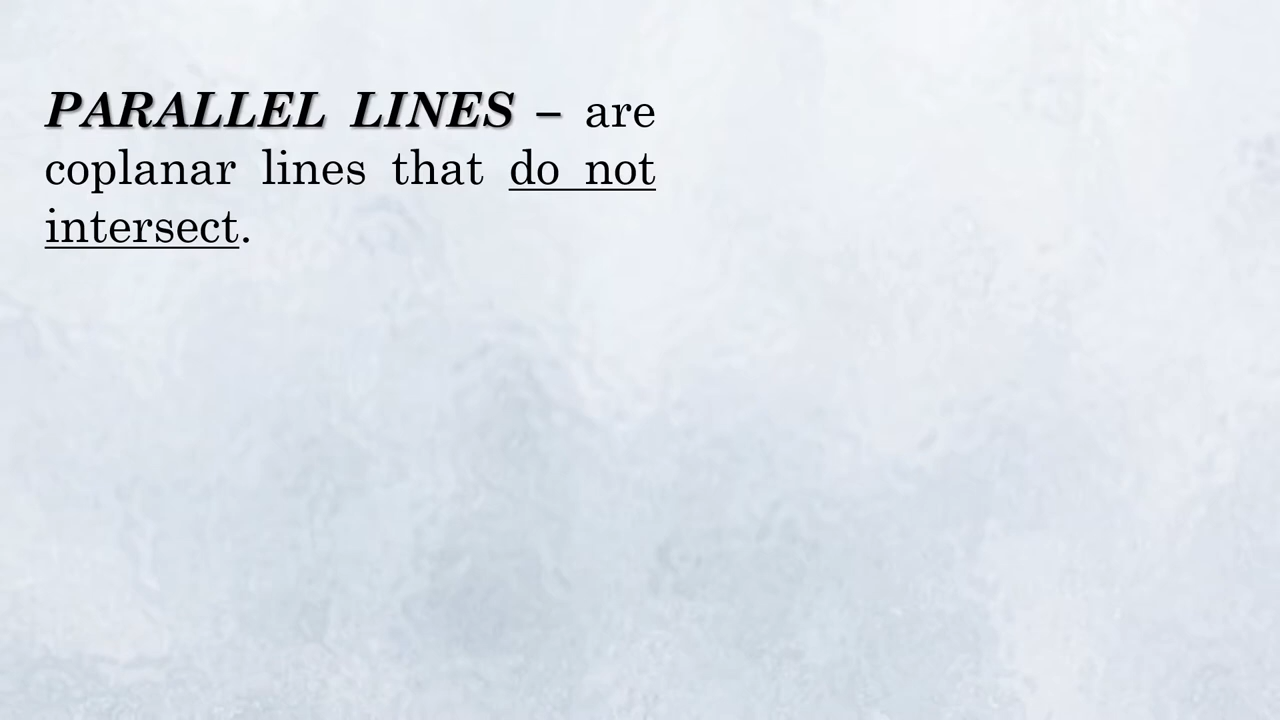 PARALLEL LINES – are
coplanar lines that do not
intersect.